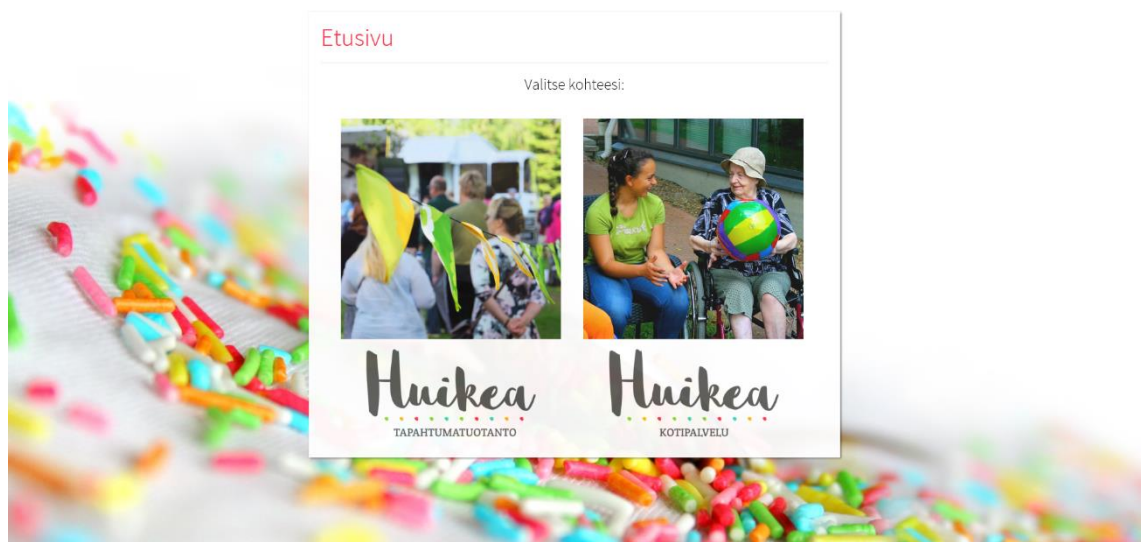 Etusivu
Valitse kohteesi:
Huikea
TAPAHTUMATUOTANTO
Huikea
KOTIPALVELU